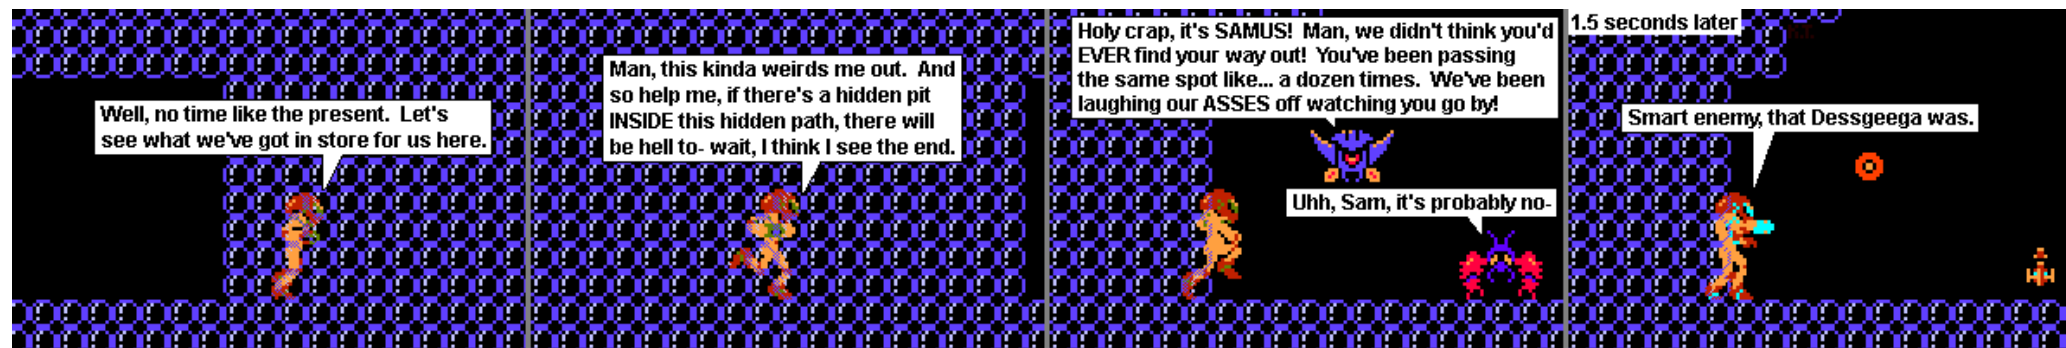 Well, no time like the present. Let's
see what we've got in store for us here.
Man, this kinda weirds me out. And
so help me, if there's a hidden pit
INSIDE this hidden path, there will
be hell to- wait, I think I see the end.
Holy crap, it's SAMUS! Man, we didn't think you'd
EVER find your way out! You've been passing
the same spot like... a dozen times. We've been
laughing our ASSES off watching you go by!
Uhh, Sam, it's probably no-
1.5 seconds later
Smart enemy, that Dessgeega was.